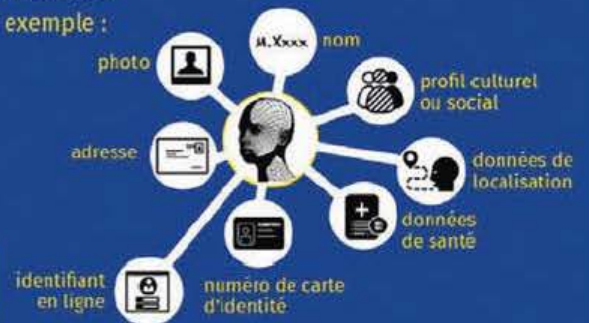 exemple :
M. Xxxx
nom
photo
profil culturel
ou social
adresse
données de
localisation
données
de santé
identifiant
en ligne
numéro de carte
d'identité